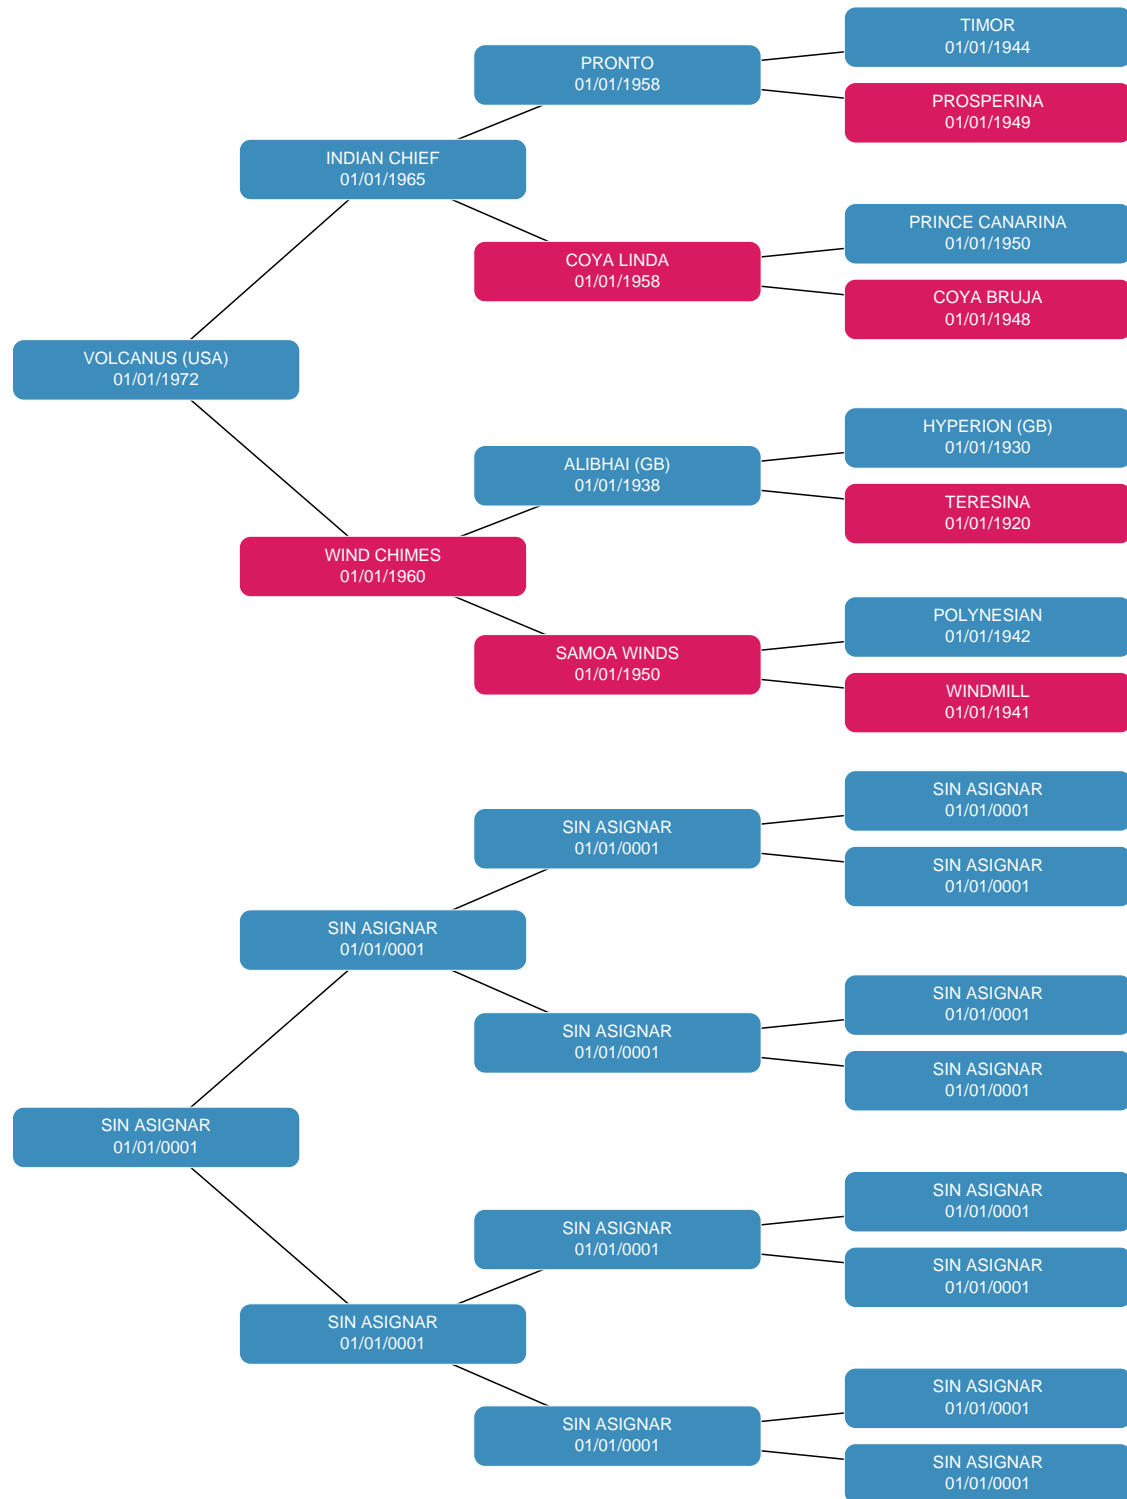 TIMOR
01/01/1944
PRONTO
01/01/1958
PROSPERINA
01/01/1949
INDIAN CHIEF
01/01/1965
PRINCE CANARINA
01/01/1950
COYA LINDA
01/01/1958
COYA BRUJA
01/01/1948
VOLCANUS (USA)
01/01/1972
HYPERION (GB)
01/01/1930
ALIBHAI (GB)
01/01/1938
TERESINA
01/01/1920
WIND CHIMES
01/01/1960
POLYNESIAN
01/01/1942
SAMOA WINDS
01/01/1950
WINDMILL
01/01/1941
SIN ASIGNAR
01/01/0001
SIN ASIGNAR
01/01/0001
SIN ASIGNAR
01/01/0001
SIN ASIGNAR
01/01/0001
SIN ASIGNAR
01/01/0001
SIN ASIGNAR
01/01/0001
SIN ASIGNAR
01/01/0001
SIN ASIGNAR
01/01/0001
SIN ASIGNAR
01/01/0001
SIN ASIGNAR
01/01/0001
SIN ASIGNAR
01/01/0001
SIN ASIGNAR
01/01/0001
SIN ASIGNAR
01/01/0001
SIN ASIGNAR
01/01/0001
SIN ASIGNAR
01/01/0001